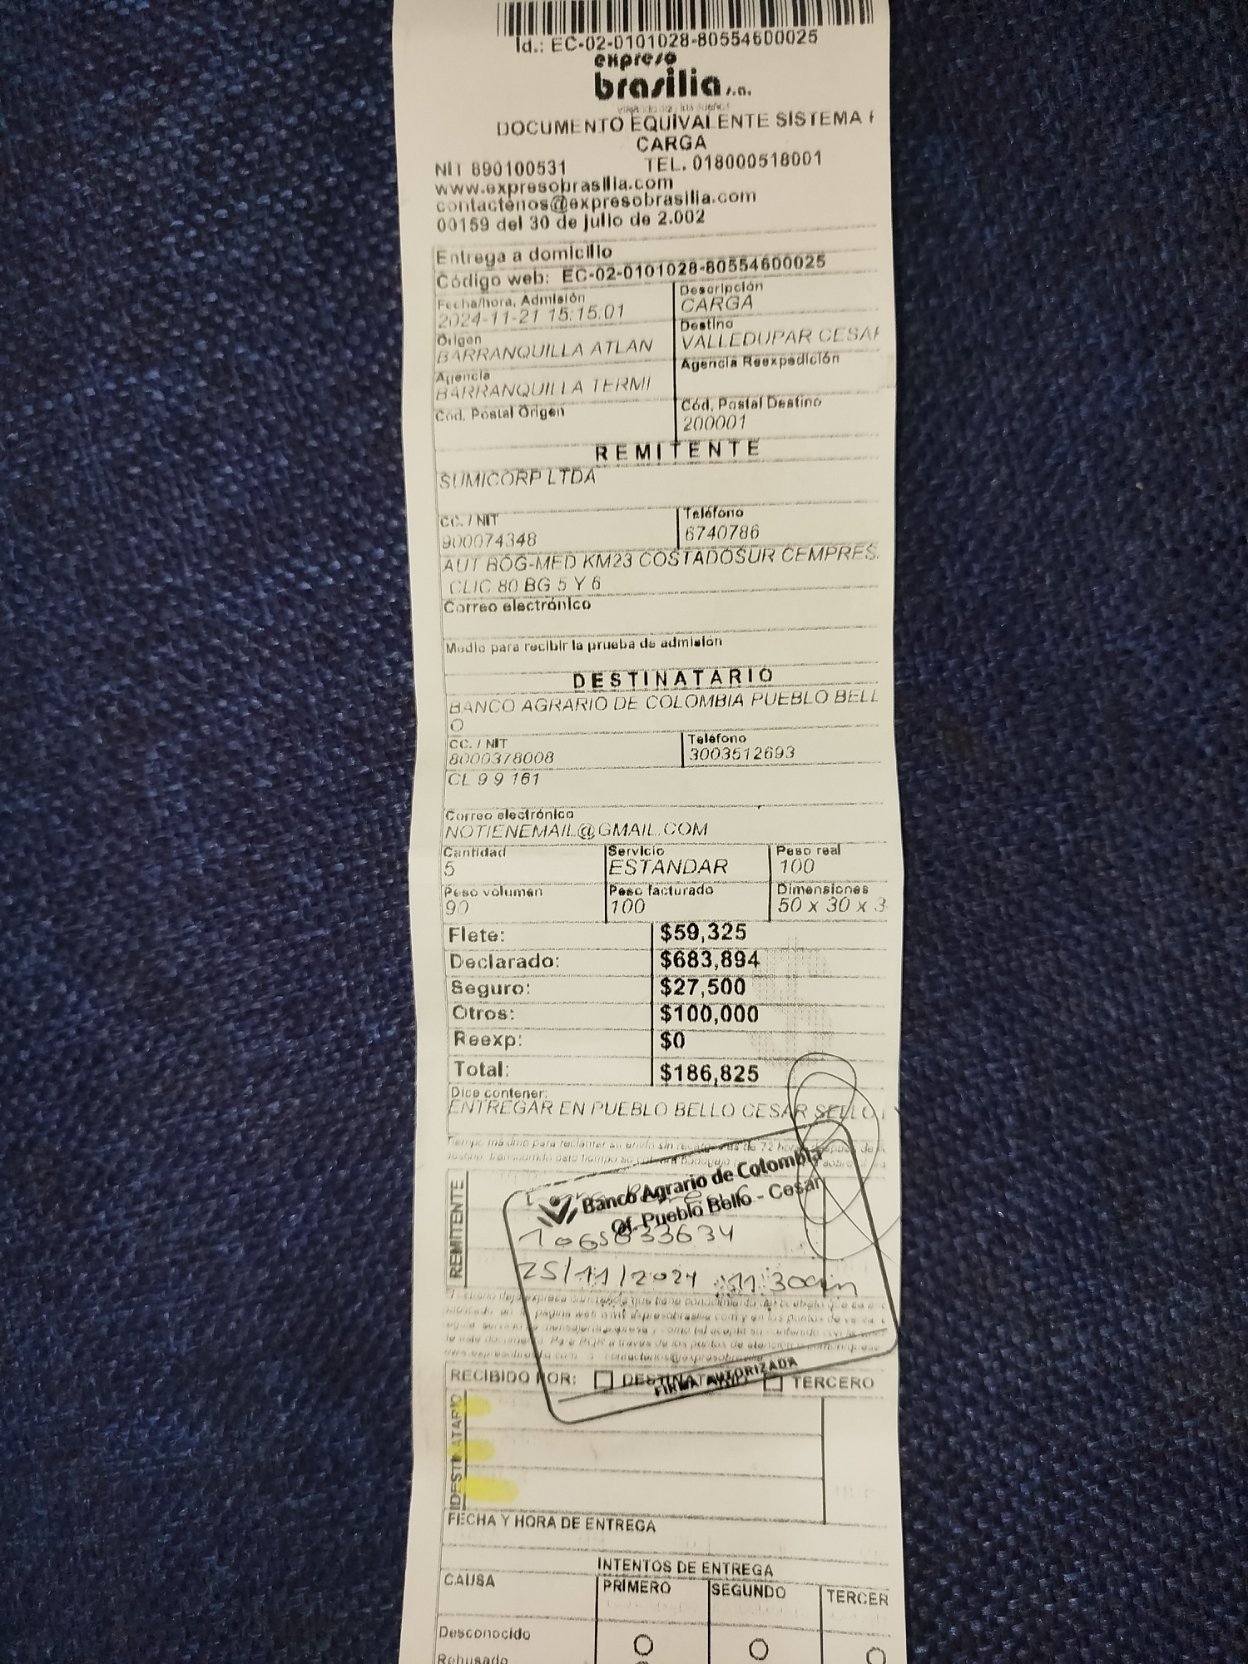 Id.: EC-02-0101028-80554600025
expreso
brasilia s.a.
DOCUMENTO EQUIVALENTE SISTEMA
CARGA
NIT 890100531 TEL. 018000518001
www.expresobrasilia.com
contactenos@expresobrasilia.com
00159 del 30 de julio de 2.002
Entrega a domicilio
Código web: EC-02-0101028-80554600025
Fecha/hora, Admisión Descripción
2024-11-21 15:15.01 CARGA
Origen Destino
BARRANQUILLA ATLAN VALLEDUPAR CESAR
Agencia Agencia Reexpedición
BARRANQUILLA TERMI
Cód. Postal Origen Cód. Postal Destino
200001
REMITENTE
SUMICORP LTDA
CC. / NIT Teléfono
900074348 6740786
AUT BOG-MED KM23 COSTADOSUR CEMPRES.
CLIC 80 BG 5 Y 6
Correo electrónico
Medio para recibir la prueba de admisión
DESTINATARIO
BANCO AGRARIO DE COLOMBIA PUEBLO BELL
O
CC. / NIT Teléfono
8000378008 3003512693
CL 9 9 161
Correo electrónico
NOTIENEMAIL@GMAIL.COM
Cantidad Servicio Peso real
5 ESTANDAR 100
Peso volumen Peso facturado Dimensiones
90 100 50 x 30 x 3
Flete: $59,325
Declarado: $683,894
Seguro: $27,500
Otros: $100,000
Reexp: $0
Total: $186,825
Dice contener:
ENTREGAR EN PUEBLO BELLO CESAR SELLO
Banco Agrario de Colombia
Of. Pueblo Bello - Cesar
REMITENTE
1065833634
25/11/2024 11:30am
FIRMA AUTORIZADA
RECIBIDO POR: DESTINATARIO TERCERO
DESTINATARIO
FECHA Y HORA DE ENTREGA
INTENTOS DE ENTREGA
CAUSA PRIMERO SEGUNDO TERCER
Desconocido
Rehusado